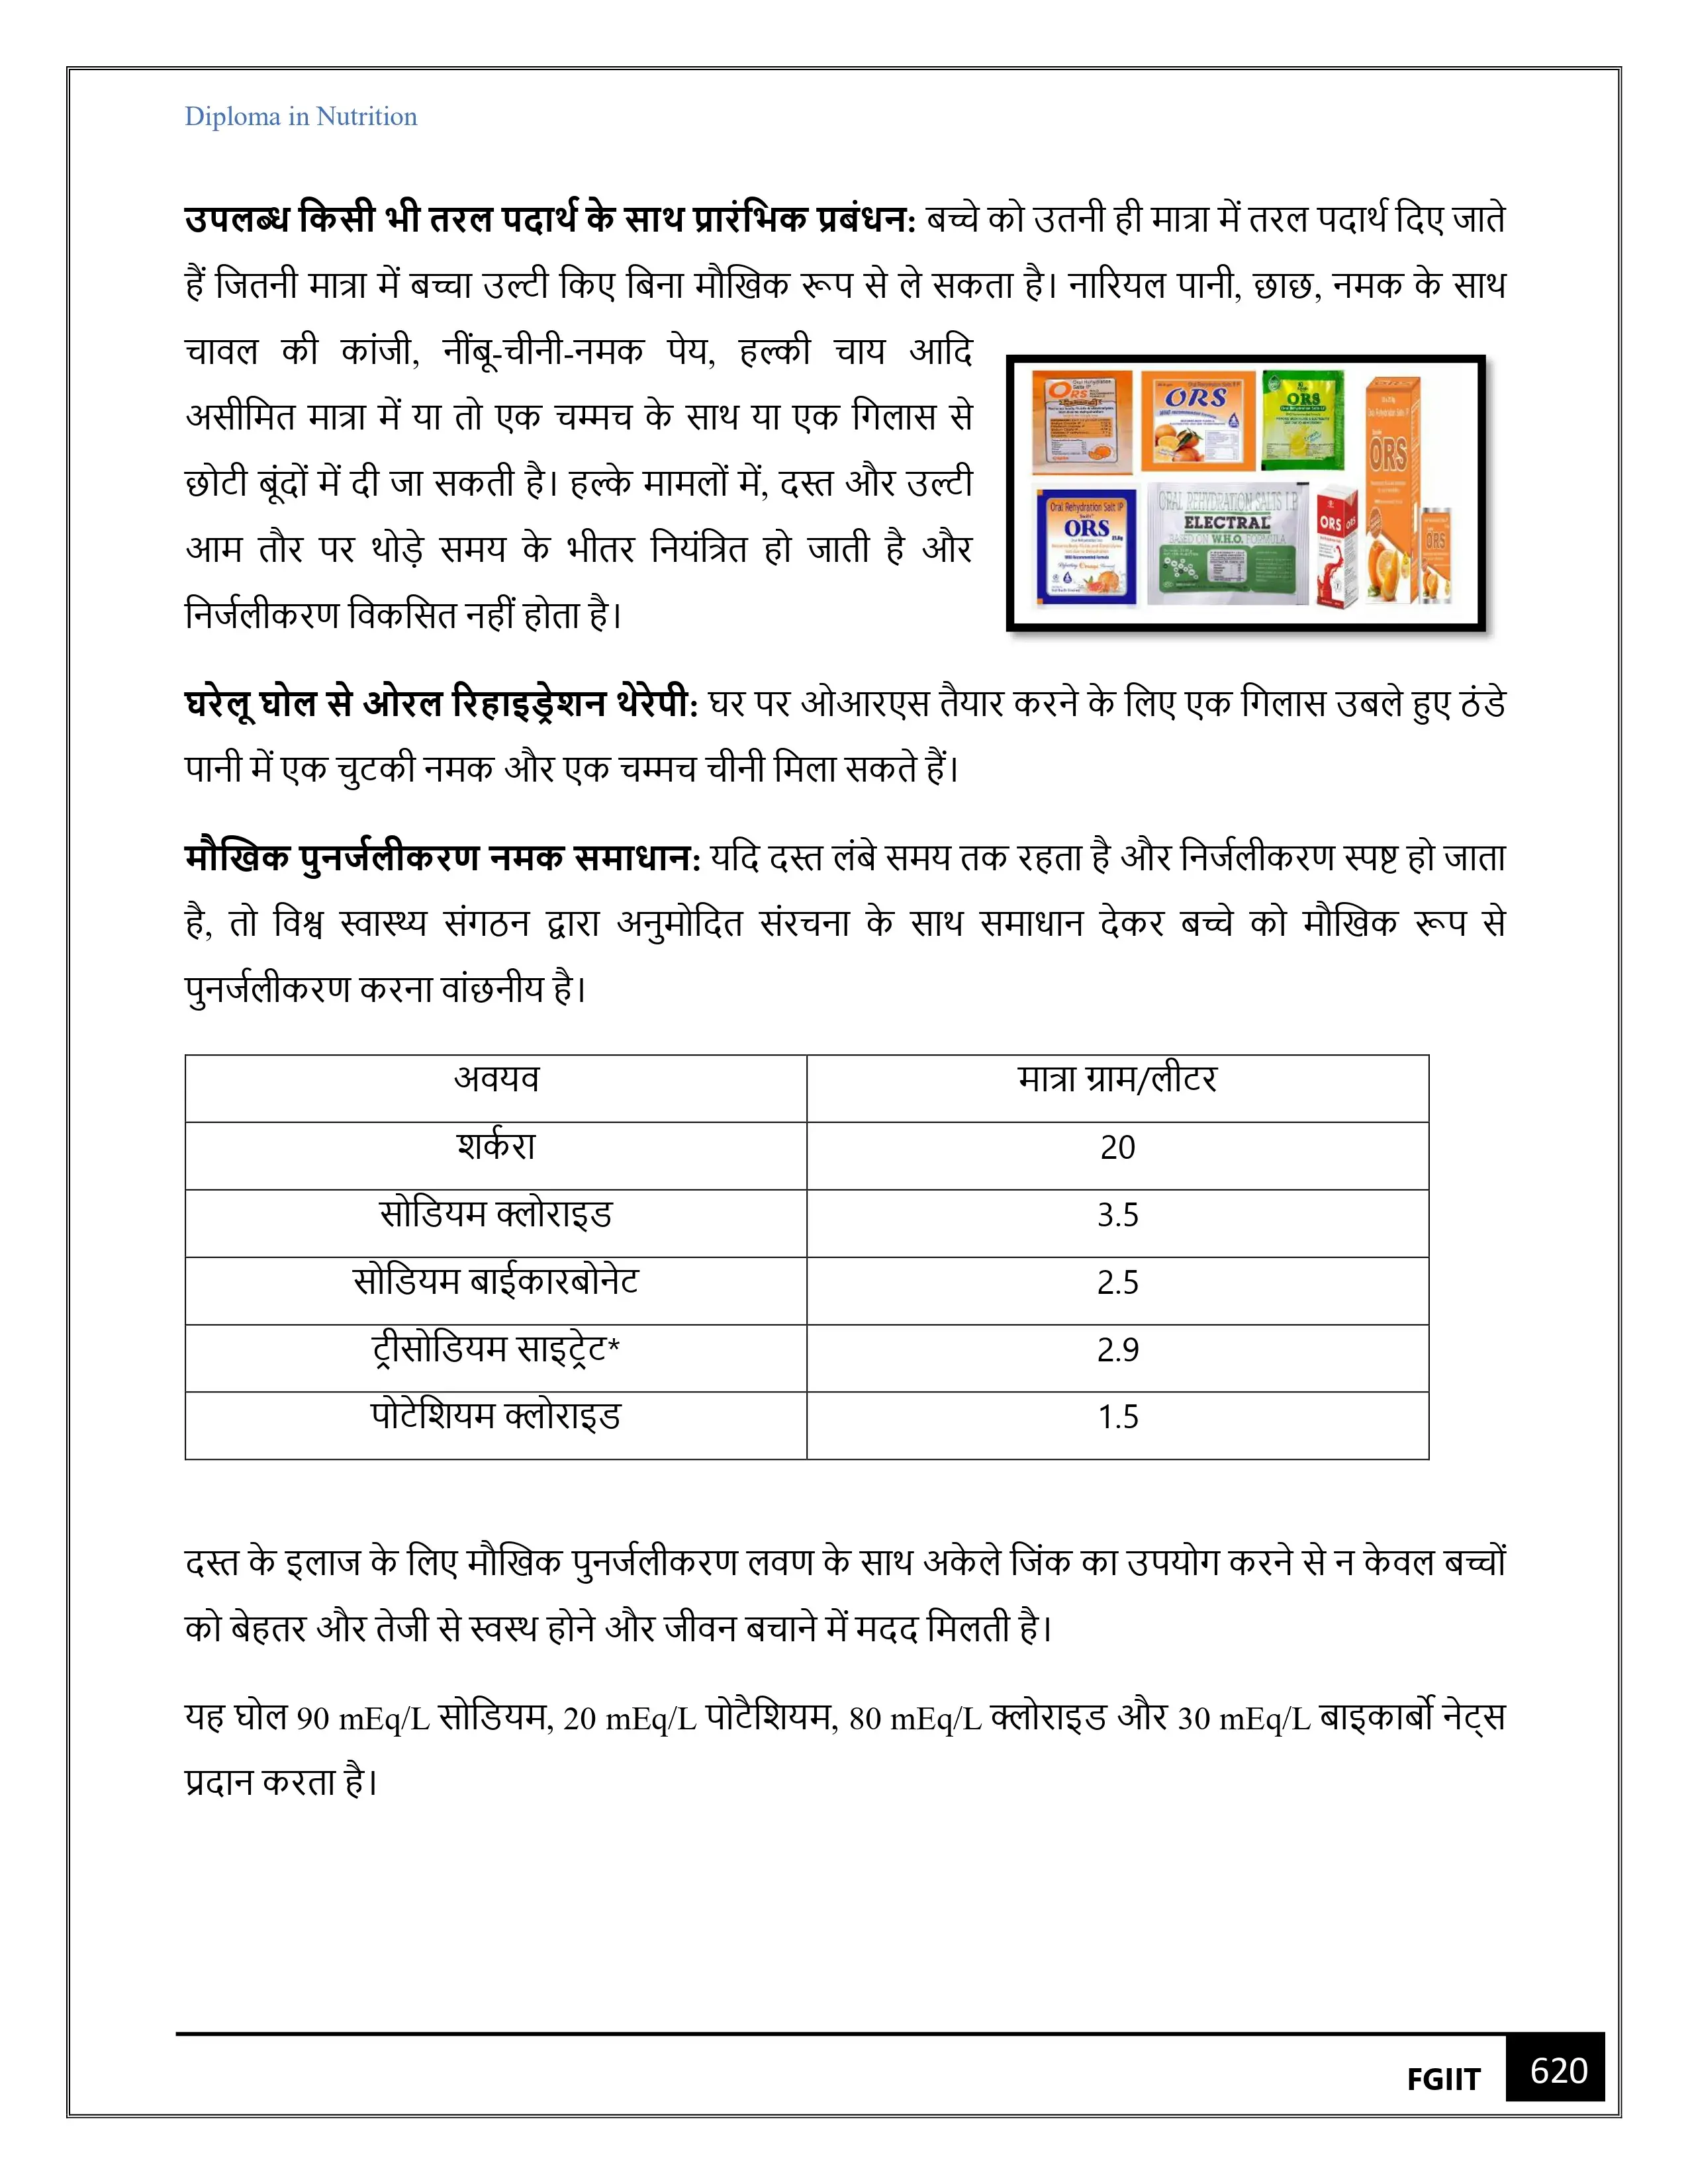 Diploma in Nutrition
उपलब्ध किसी भी तरल पदार्थ के साथ प्रारंभिक प्रबंधन: बच्चे को उतनी ही मात्रा में तरल पदार्थ दिए जाते
हैं जितनी मात्रा में बच्चा उल्टी किए बिना मौखिक रूप से ले सकता है। नारियल पानी, छाछ, नमक के साथ
चावल की कांजी, नींबू-चीनी-नमक पेय, हल्की चाय आदि
असीमित मात्रा में या तो एक चम्मच के साथ या एक गिलास से
छोटी बूंदों में दी जा सकती है। हल्के मामलों में, दस्त और उल्टी
आम तौर पर थोड़े समय के भीतर नियंत्रित हो जाती है और
निर्जलीकरण विकसित नहीं होता है।
ORS
ORS
ORS
ORS
Oral Rehydration Salt IP
ORS
ORAL REHYDRATION SALTS I.P.
ELECTRAL
BASED ON W.H.O. FORMULA
ORS
ORS
घरेलू घोल से ओरल रिहाइड्रेशन थेरेपी: घर पर ओआरएस तैयार करने के लिए एक गिलास उबले हुए ठंडे
पानी में एक चुटकी नमक और एक चम्मच चीनी मिला सकते हैं।
मौखिक पुनर्जलीकरण नमक समाधान: यदि दस्त लंबे समय तक रहता है और निर्जलीकरण स्पष्ट हो जाता
है, तो विश्व स्वास्थ्य संगठन द्वारा अनुमोदित संरचना के साथ समाधान देकर बच्चे को मौखिक रूप से
पुनर्जलीकरण करना वांछनीय है।
अवयव मात्रा ग्राम/लीटर
शर्करा 20
सोडियम क्लोराइड 3.5
सोडियम बाईकारबोनेट 2.5
ट्रीसोडियम साइट्रेट* 2.9
पोटेशियम क्लोराइड 1.5
दस्त के इलाज के लिए मौखिक पुनर्जलीकरण लवण के साथ अकेले जिंक का उपयोग करने से न केवल बच्चों
को बेहतर और तेजी से स्वस्थ होने और जीवन बचाने में मदद मिलती है।
यह घोल 90 mEq/L सोडियम, 20 mEq/L पोटैशियम, 80 mEq/L क्लोराइड और 30 mEq/L बाइकार्बो नेट्स
प्रदान करता है।
FGIIT 620